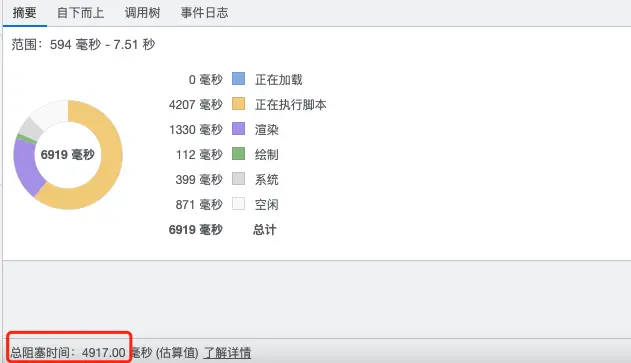 摘要 自下而上 调用树 事件日志
范围：594 毫秒 - 7.51 秒
0 毫秒 正在加载
4207 毫秒 正在执行脚本
1330 毫秒 渲染
6919 毫秒
112 毫秒 绘制
399 毫秒 系统
871 毫秒 空闲
6919 毫秒 总计
总阻塞时间：4917.00 毫秒 (估算值) 了解详情